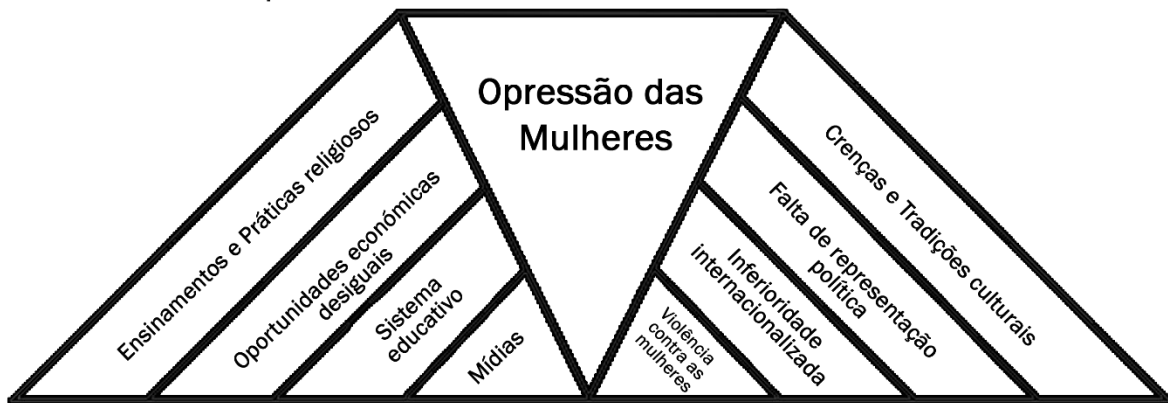 Opressão das
Mulheres
Ensinamentos e Práticas religiosos
Oportunidades económicas
desiguais
Sistema
educativo
Mídias
Violência
contra as
mulheres
Inferioridade
internacionalizada
Falta de representação
política
Crenças e Tradições culturais